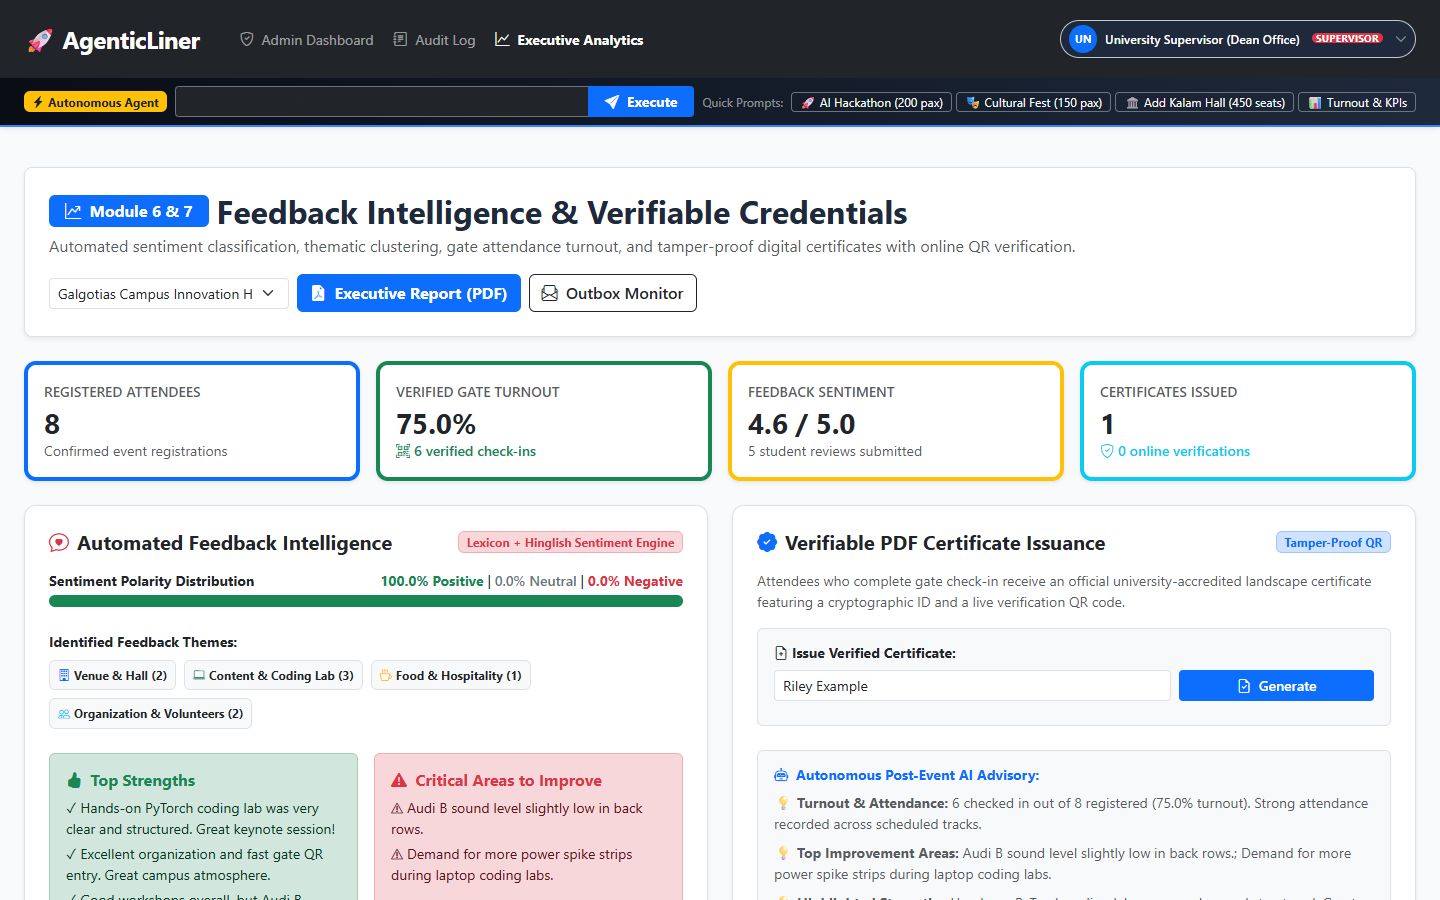 AgenticLiner
Admin Dashboard
Audit Log
Executive Analytics
UN
University Supervisor (Dean Office)
SUPERVISOR
Autonomous Agent
Execute
Quick Prompts:
AI Hackathon (200 pax)
Cultural Fest (150 pax)
Add Kalam Hall (450 seats)
Turnout & KPIs
Module 6 & 7
Feedback Intelligence & Verifiable Credentials
Automated sentiment classification, thematic clustering, gate attendance turnout, and tamper-proof digital certificates with online QR verification.
Galgotias Campus Innovation H
Executive Report (PDF)
Outbox Monitor
REGISTERED ATTENDEES
8
Confirmed event registrations
VERIFIED GATE TURNOUT
75.0%
6 verified check-ins
FEEDBACK SENTIMENT
4.6 / 5.0
5 student reviews submitted
CERTIFICATES ISSUED
1
0 online verifications
Automated Feedback Intelligence
Lexicon + Hinglish Sentiment Engine
Sentiment Polarity Distribution
100.0% Positive | 0.0% Neutral | 0.0% Negative
Identified Feedback Themes:
Venue & Hall (2)
Content & Coding Lab (3)
Food & Hospitality (1)
Organization & Volunteers (2)
Top Strengths
✓ Hands-on PyTorch coding lab was very
clear and structured. Great keynote session!
✓ Excellent organization and fast gate QR
entry. Great campus atmosphere.
✓ Good workshops overall, but Audi B
Critical Areas to Improve
⚠ Audi B sound level slightly low in back
rows.
⚠ Demand for more power spike strips
during laptop coding labs.
Verifiable PDF Certificate Issuance
Tamper-Proof QR
Attendees who complete gate check-in receive an official university-accredited landscape certificate
featuring a cryptographic ID and a live verification QR code.
Issue Verified Certificate:
Riley Example
Generate
Autonomous Post-Event AI Advisory:
Turnout & Attendance: 6 checked in out of 8 registered (75.0% turnout). Strong attendance
recorded across scheduled tracks.
Top Improvement Areas: Audi B sound level slightly low in back rows.; Demand for more
power spike strips during laptop coding labs.